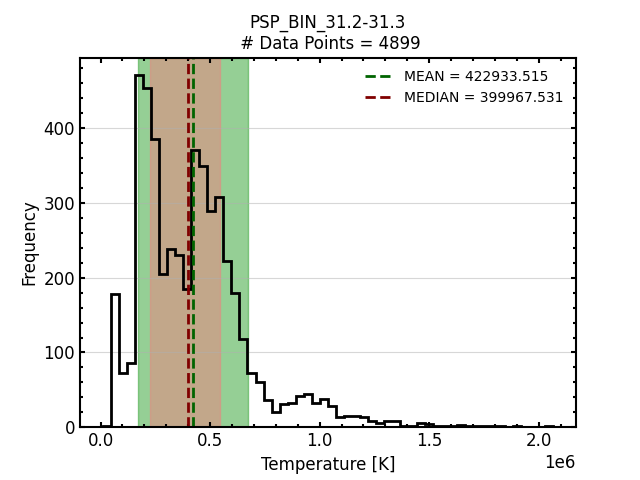 PSP_BIN_31.2-31.3
# Data Points = 4899
MEAN = 422933.515
MEDIAN = 399967.531
Frequency
400
300
200
100
0
0.0 0.5 1.0 1.5 2.0
1e6
Temperature [K]